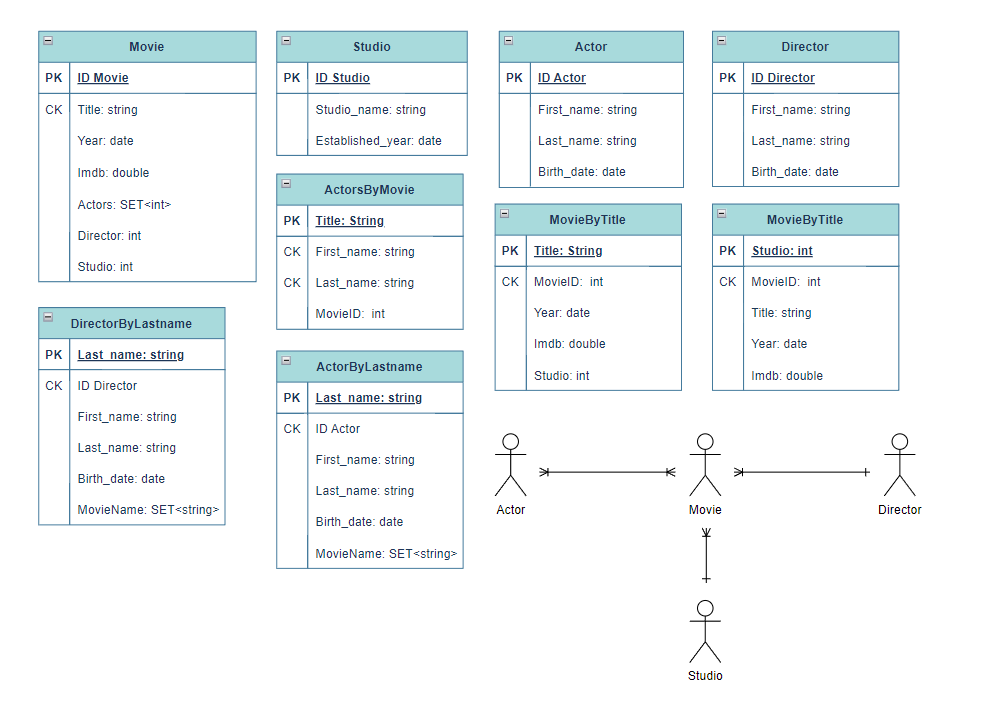 Movie
PK ID Movie
CK Title: string
Year: date
Imdb: double
Actors: SET<int>
Director: int
Studio: int
Studio
PK ID Studio
Studio_name: string
Established_year: date
Actor
PK ID Actor
First_name: string
Last_name: string
Birth_date: date
Director
PK ID Director
First_name: string
Last_name: string
Birth_date: date
ActorsByMovie
PK Title: String
CK First_name: string
CK Last_name: string
MovieID: int
MovieByTitle
PK Title: String
CK MovieID: int
Year: date
Imdb: double
Studio: int
MovieByTitle
PK Studio: int
CK MovieID: int
Title: string
Year: date
Imdb: double
DirectorByLastname
PK Last_name: string
CK ID Director
First_name: string
Last_name: string
Birth_date: date
MovieName: SET<string>
ActorByLastname
PK Last_name: string
CK ID Actor
First_name: string
Last_name: string
Birth_date: date
MovieName: SET<string>
Actor
Movie
Director
Studio